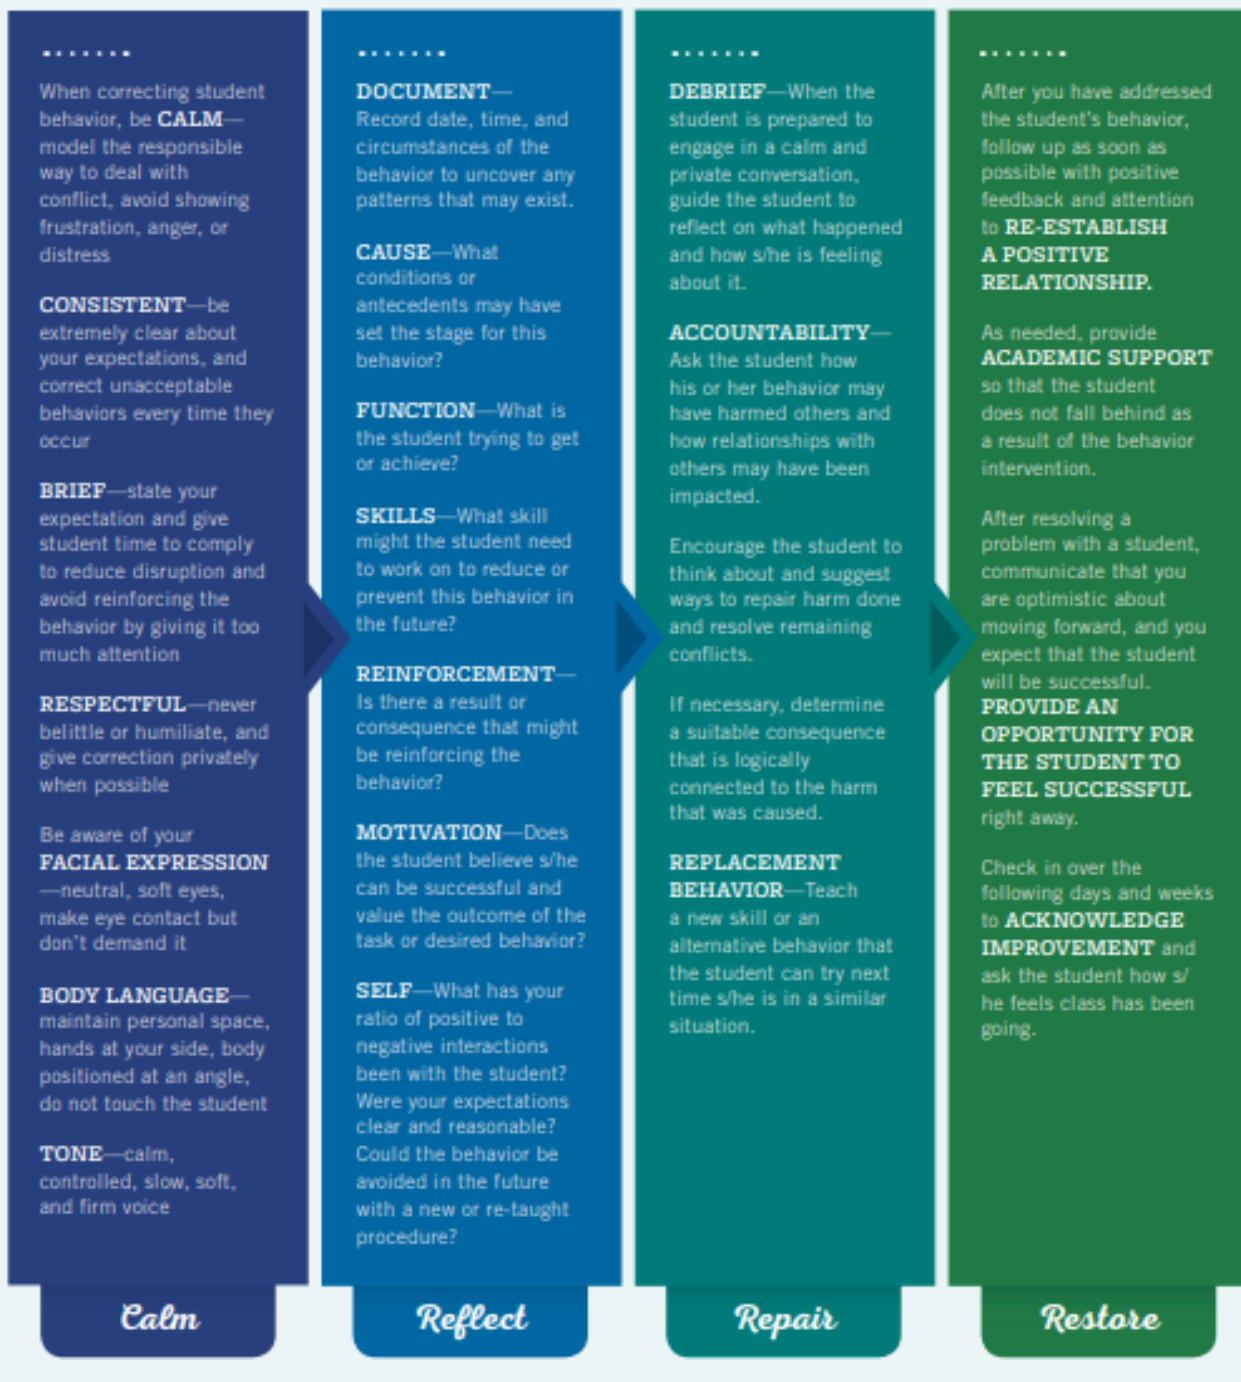 When correcting student
behavior, be CALM—
model the responsible
way to deal with
conflict, avoid showing
frustration, anger, or
distress
CONSISTENT—be
extremely clear about
your expectations, and
correct unacceptable
behaviors every time they
occur
BRIEF—state your
expectation and give
student time to comply
to reduce disruption and
avoid reinforcing the
behavior by giving it too
much attention
RESPECTFUL—never
belittle or humiliate, and
give correction privately
when possible
Be aware of your
FACIAL EXPRESSION
—neutral, soft eyes,
make eye contact but
don't demand it
BODY LANGUAGE—
maintain personal space,
hands at your side, body
positioned at an angle,
do not touch the student
TONE—calm,
controlled, slow, soft,
and firm voice
Calm
DOCUMENT—
Record date, time, and
circumstances of the
behavior to uncover any
patterns that may exist.
CAUSE—What
conditions or
antecedents may have
set the stage for this
behavior?
FUNCTION—What is
the student trying to get
or achieve?
SKILLS—What skill
might the student need
to work on to reduce or
prevent this behavior in
the future?
REINFORCEMENT—
Is there a result or
consequence that might
be reinforcing the
behavior?
MOTIVATION—Does
the student believe s/he
can be successful and
value the outcome of the
task or desired behavior?
SELF—What has your
ratio of positive to
negative interactions
been with the student?
Were your expectations
clear and reasonable?
Could the behavior be
avoided in the future
with a new or re-taught
procedure?
Reflect
DEBRIEF—When the
student is prepared to
engage in a calm and
private conversation,
guide the student to
reflect on what happened
and how s/he is feeling
about it.
ACCOUNTABILITY—
Ask the student how
his or her behavior may
have harmed others and
how relationships with
others may have been
impacted.
Encourage the student to
think about and suggest
ways to repair harm done
and resolve remaining
conflicts.
If necessary, determine
a suitable consequence
that is logically
connected to the harm
that was caused.
REPLACEMENT
BEHAVIOR—Teach
a new skill or an
alternative behavior that
the student can try next
time s/he is in a similar
situation.
Repair
After you have addressed
the student's behavior,
follow up as soon as
possible with positive
feedback and attention
to RE-ESTABLISH
A POSITIVE
RELATIONSHIP.
As needed, provide
ACADEMIC SUPPORT
so that the student
does not fall behind as
a result of the behavior
intervention.
After resolving a
problem with a student,
communicate that you
are optimistic about
moving forward, and you
expect that the student
will be successful.
PROVIDE AN
OPPORTUNITY FOR
THE STUDENT TO
FEEL SUCCESSFUL
right away.
Check in over the
following days and weeks
to ACKNOWLEDGE
IMPROVEMENT and
ask the student how s/
he feels class has been
going.
Restore